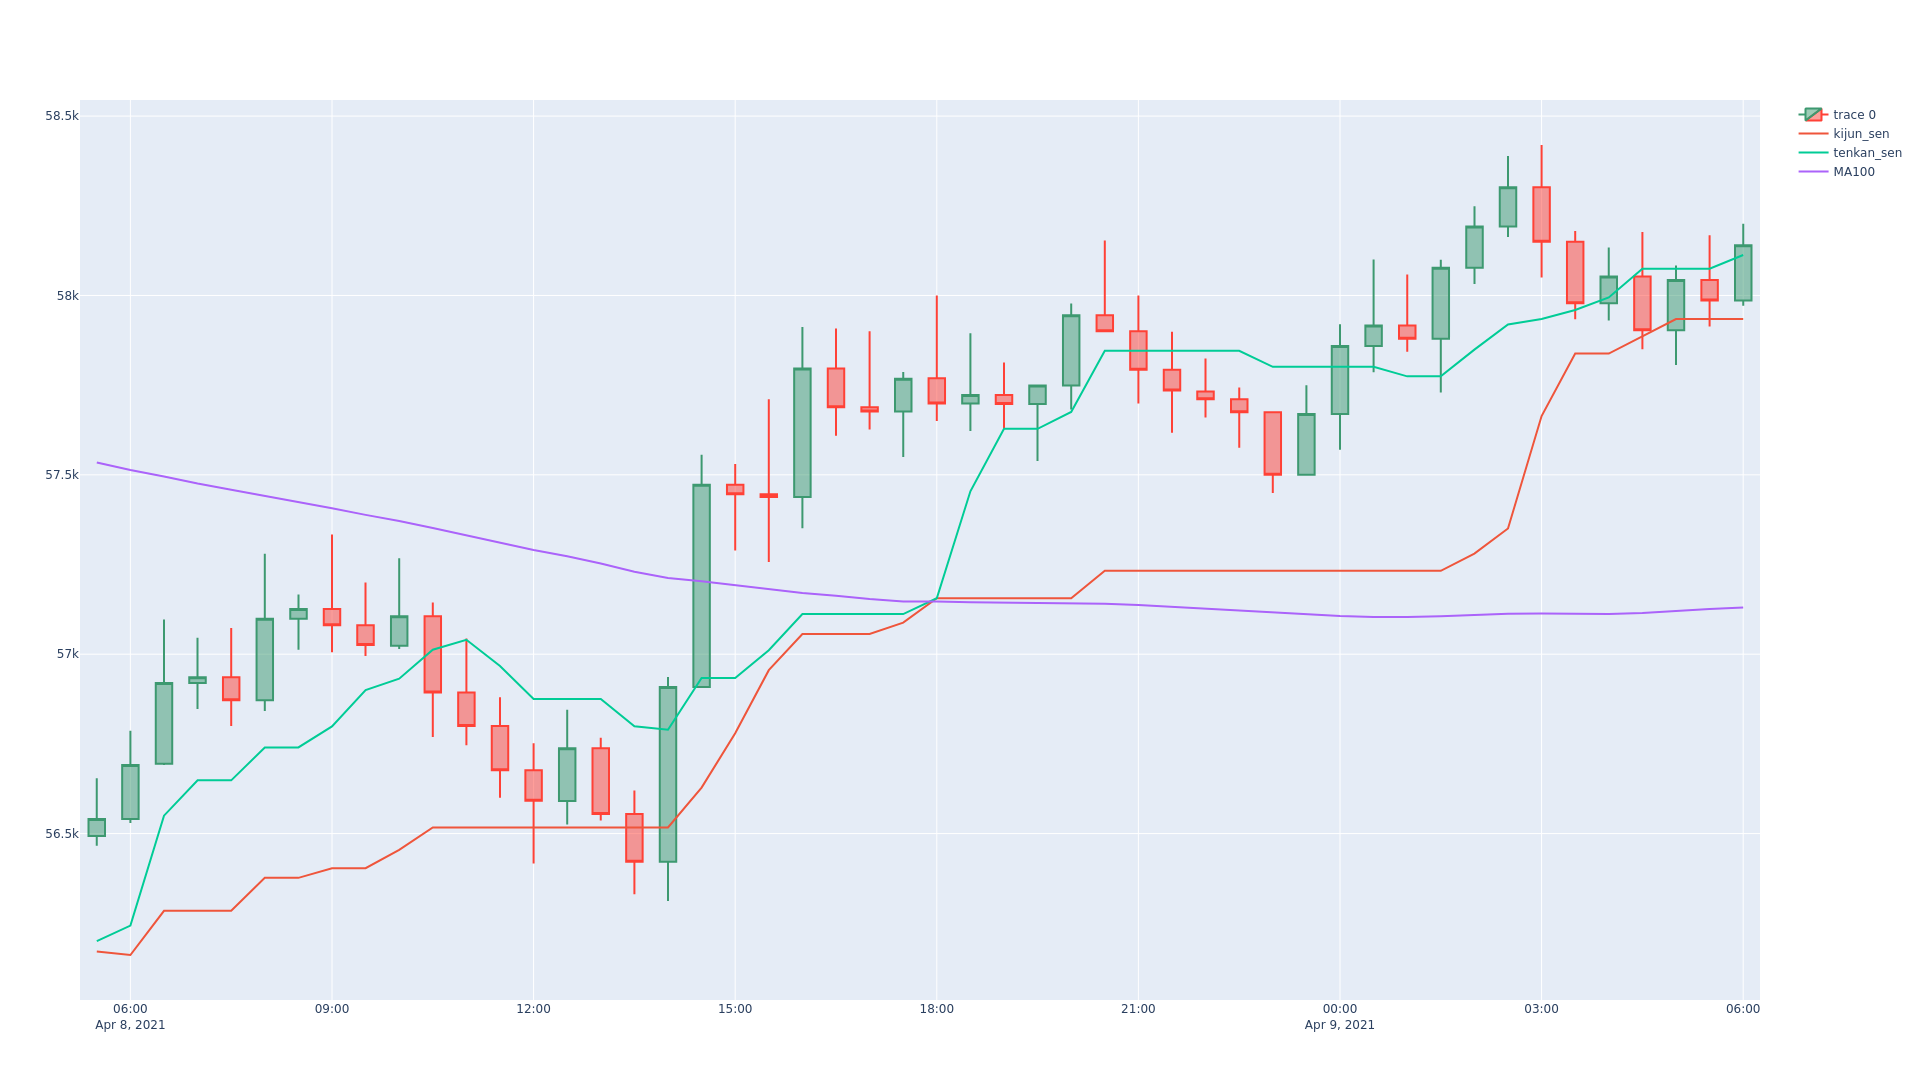 58.5k
58k
57.5k
57k
56.5k
06:00
Apr 8, 2021
09:00
12:00
15:00
18:00
21:00
00:00
Apr 9, 2021
03:00
06:00
trace 0
kijun_sen
tenkan_sen
MA100